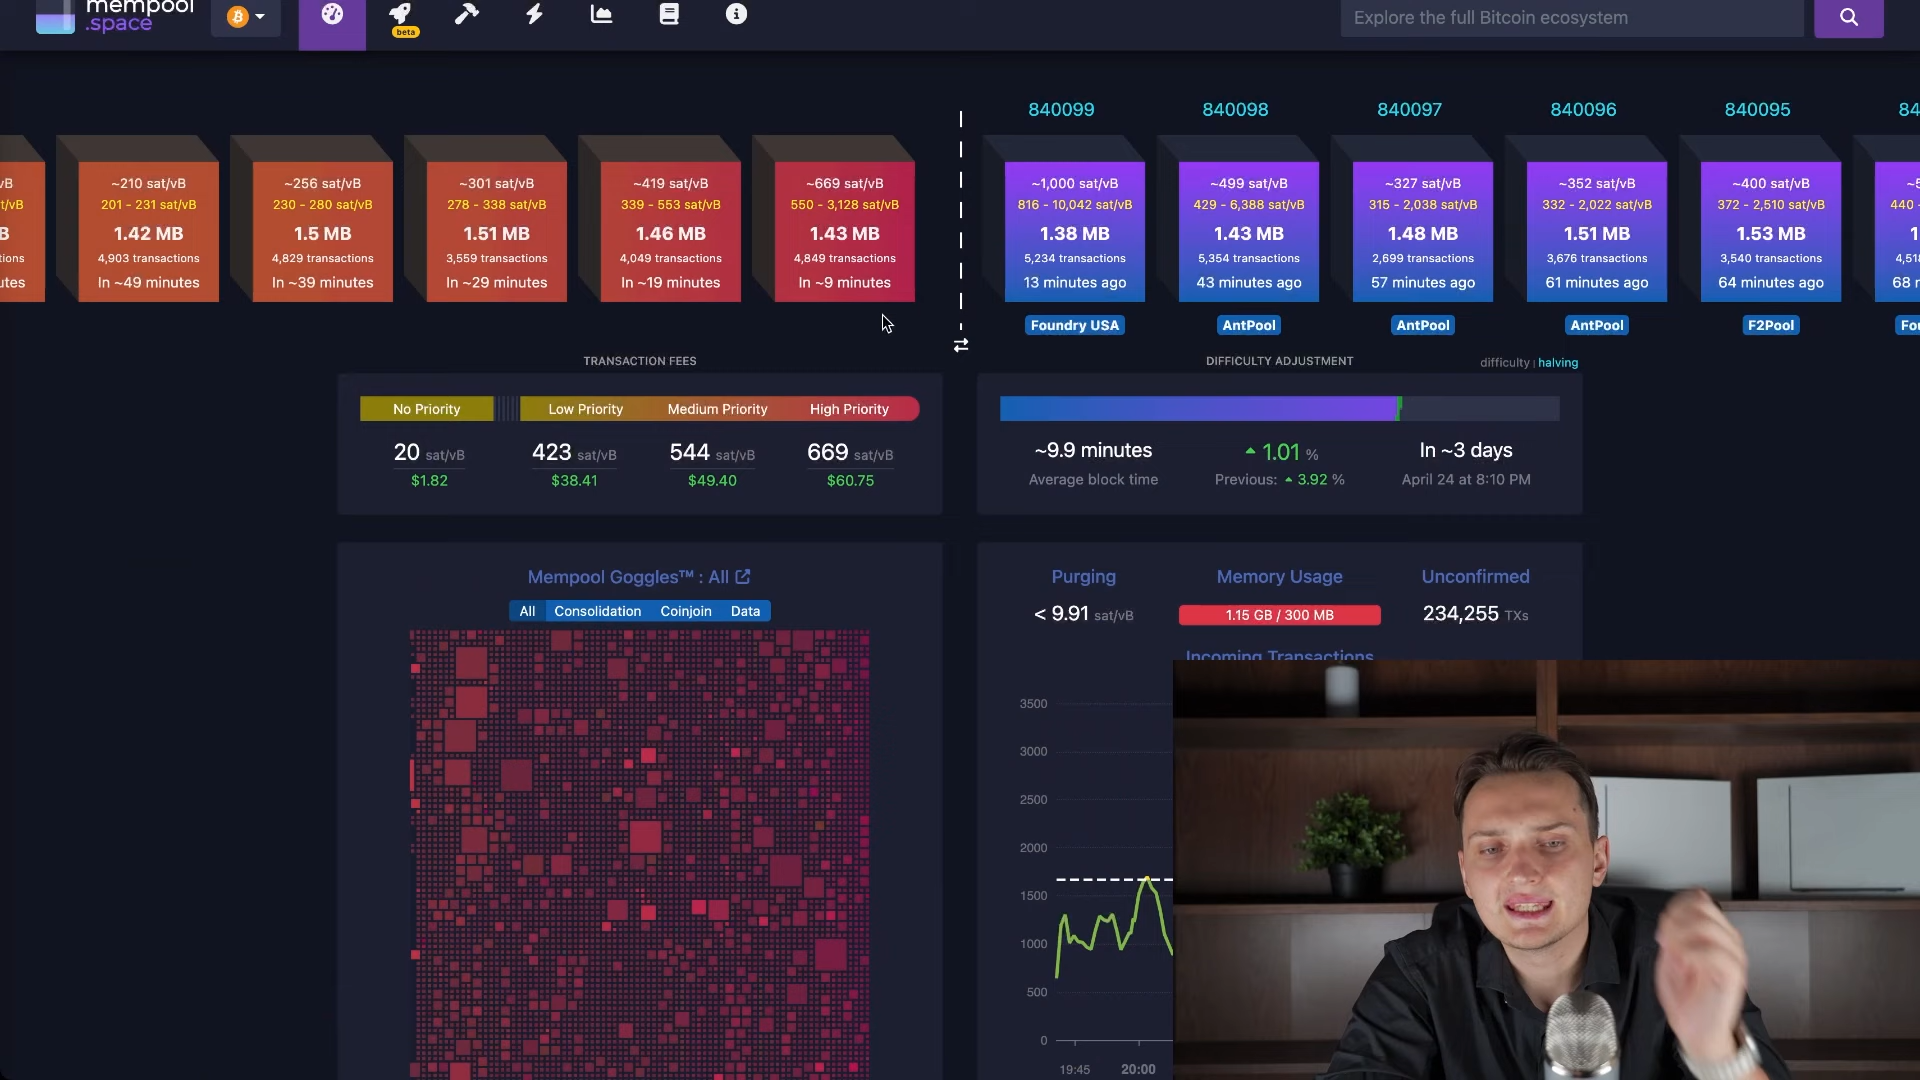 mempool
.space
beta
Explore the full Bitcoin ecosystem
840099
840098
840097
840096
840095
84
vB
t/vB
B
ions
utes
~210 sat/vB
201 - 231 sat/vB
1.42 MB
4,903 transactions
In ~49 minutes
~256 sat/vB
230 - 280 sat/vB
1.5 MB
4,829 transactions
In ~39 minutes
~301 sat/vB
278 - 338 sat/vB
1.51 MB
3,559 transactions
In ~29 minutes
~419 sat/vB
339 - 553 sat/vB
1.46 MB
4,049 transactions
In ~19 minutes
~669 sat/vB
550 - 3,128 sat/vB
1.43 MB
4,849 transactions
In ~9 minutes
~1,000 sat/vB
816 - 10,042 sat/vB
1.38 MB
5,234 transactions
13 minutes ago
Foundry USA
~499 sat/vB
429 - 6,388 sat/vB
1.43 MB
5,354 transactions
43 minutes ago
AntPool
~327 sat/vB
315 - 2,038 sat/vB
1.48 MB
2,699 transactions
57 minutes ago
AntPool
~352 sat/vB
332 - 2,022 sat/vB
1.51 MB
3,676 transactions
61 minutes ago
AntPool
~400 sat/vB
372 - 2,510 sat/vB
1.53 MB
3,540 transactions
64 minutes ago
F2Pool
440 -
1.
4,518
68 m
Fou
TRANSACTION FEES
No Priority Low Priority Medium Priority High Priority
20 sat/vB 423 sat/vB 544 sat/vB 669 sat/vB
$1.82 $38.41 $49.40 $60.75
DIFFICULTY ADJUSTMENT
difficulty | halving
~9.9 minutes 1.01 % In ~3 days
Average block time Previous: 3.92 % April 24 at 8:10 PM
Mempool Goggles™ : All
All Consolidation Coinjoin Data
Purging Memory Usage Unconfirmed
< 9.91 sat/vB 1.15 GB / 300 MB 234,255 TXs
Incoming Transactions
3500
3000
2500
2000
1500
1000
500
0
19:45 20:00